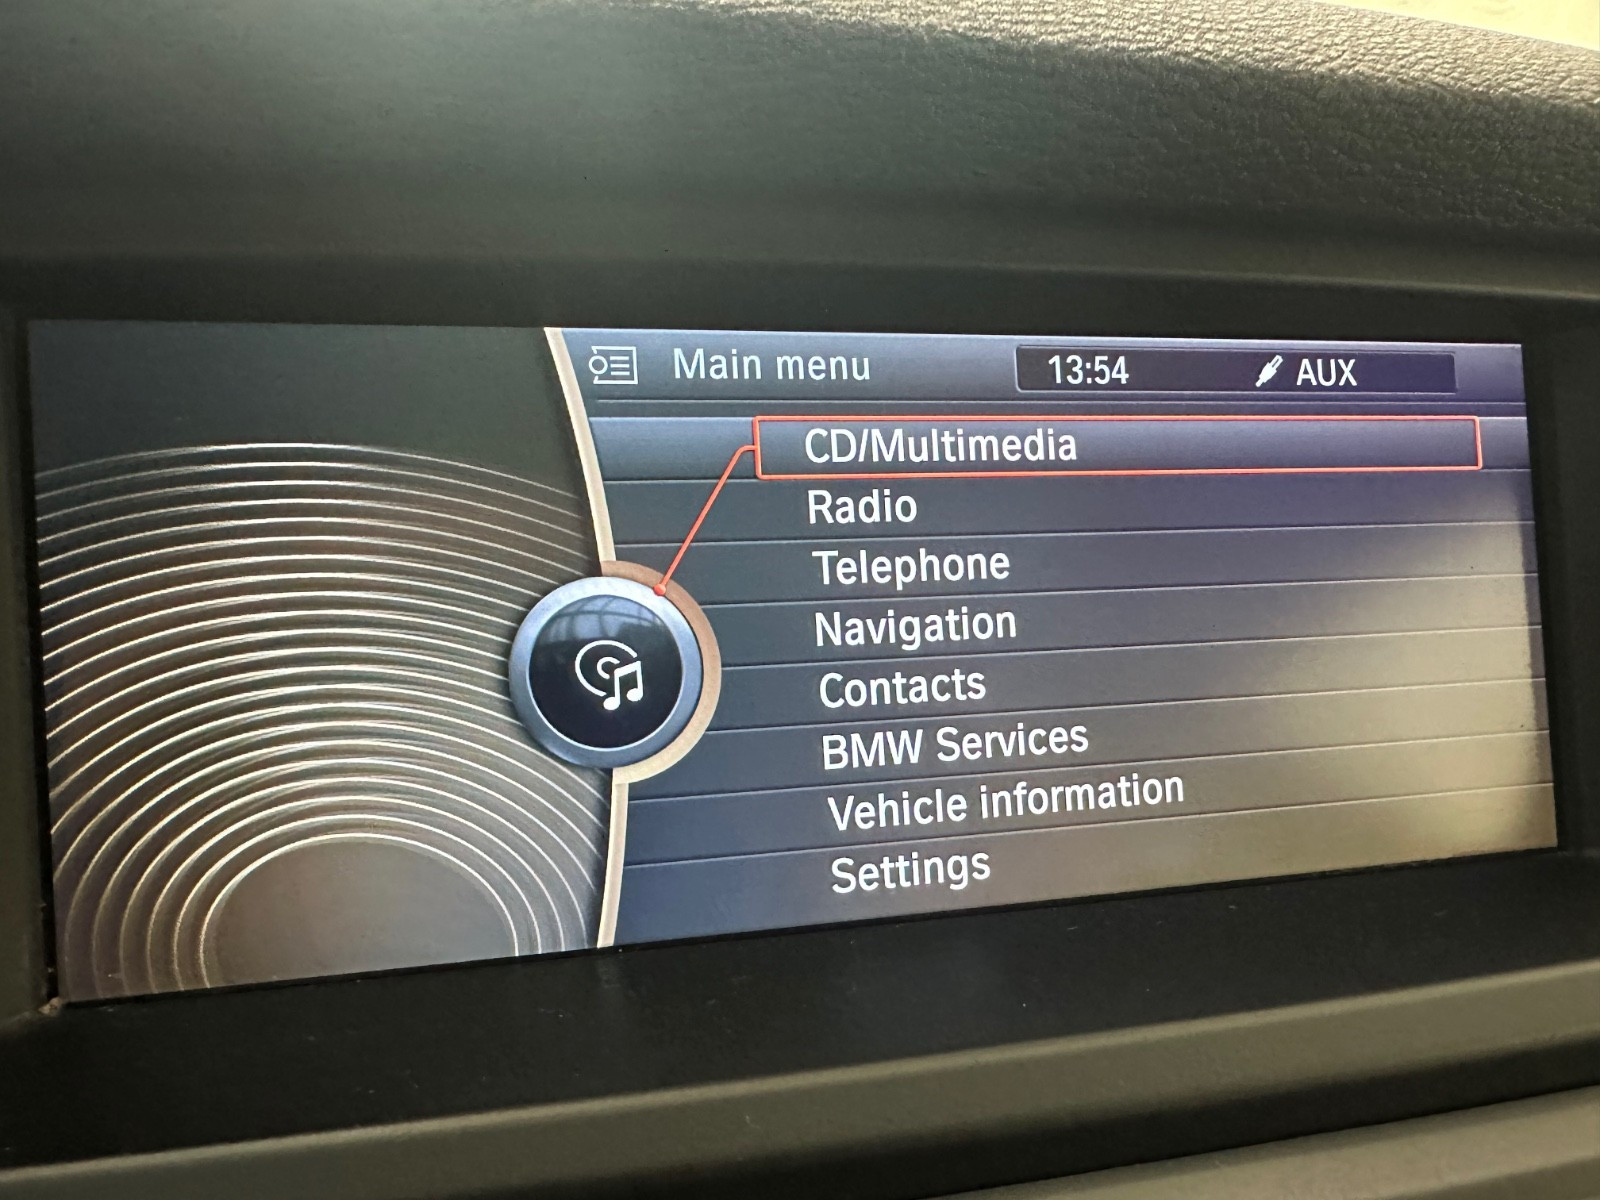 Main menu 13:54 AUX
CD/Multimedia
Radio
Telephone
Navigation
Contacts
BMW Services
Vehicle information
Settings